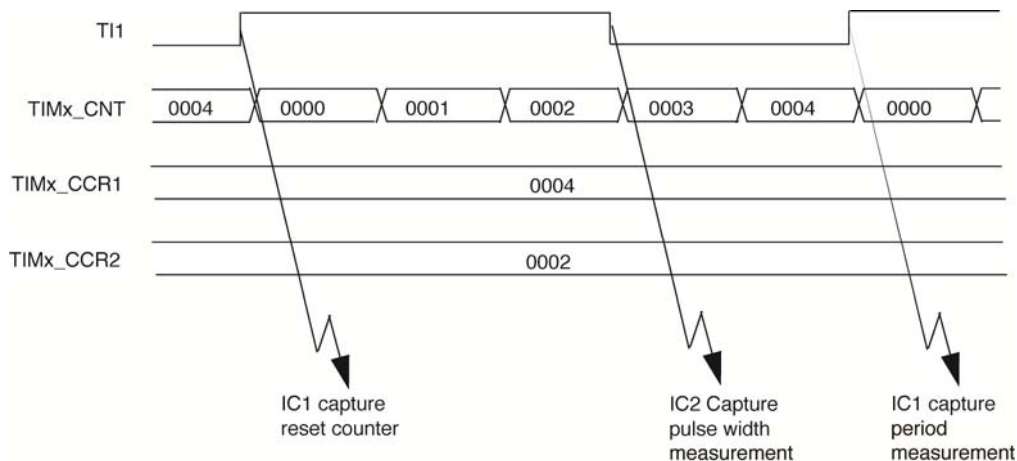 TI1
TIMx_CNT 0004 0000 0001 0002 0003 0004 0000
TIMx_CCR1 0004
TIMx_CCR2 0002
IC1 capture
reset counter
IC2 Capture
pulse width
measurement
IC1 capture
period
measurement